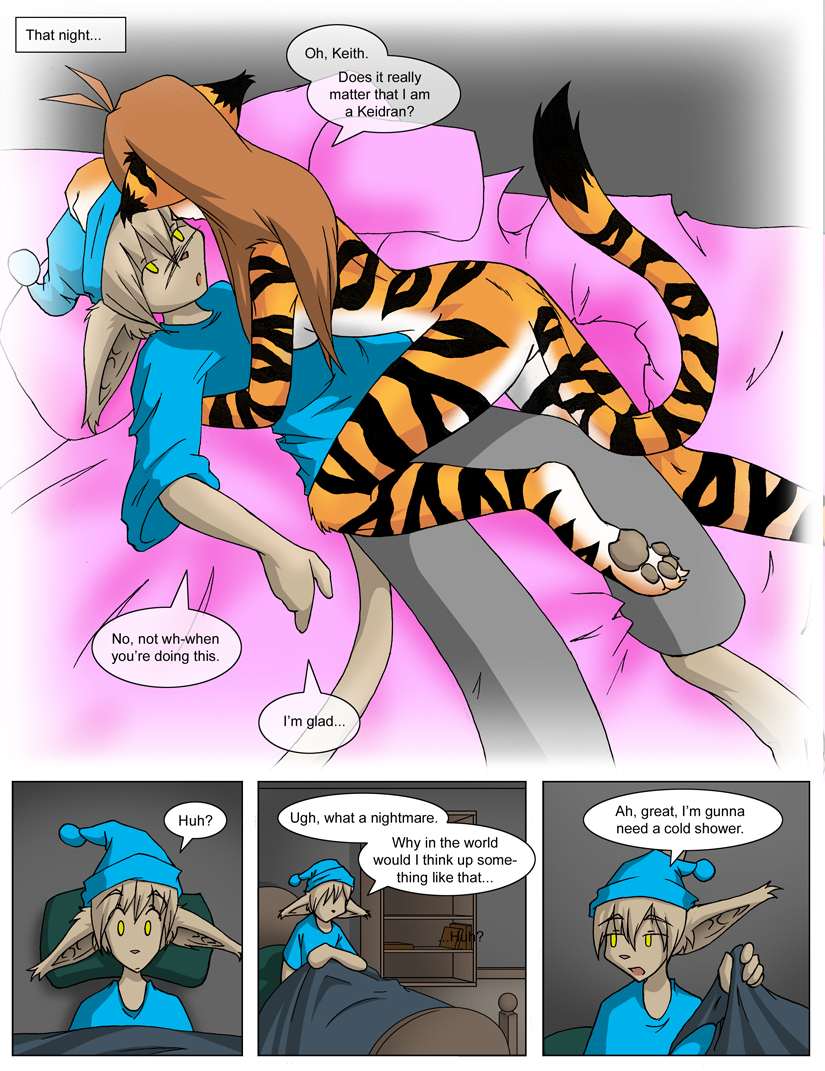 That night...
Oh, Keith.
Does it really
matter that I am
a Keidran?
No, not wh-when
you're doing this.
I'm glad...
Huh?
Ugh, what a nightmare.
Why in the world
would I think up some-
thing like that...
...Huh?
Ah, great, I'm gunna
need a cold shower.